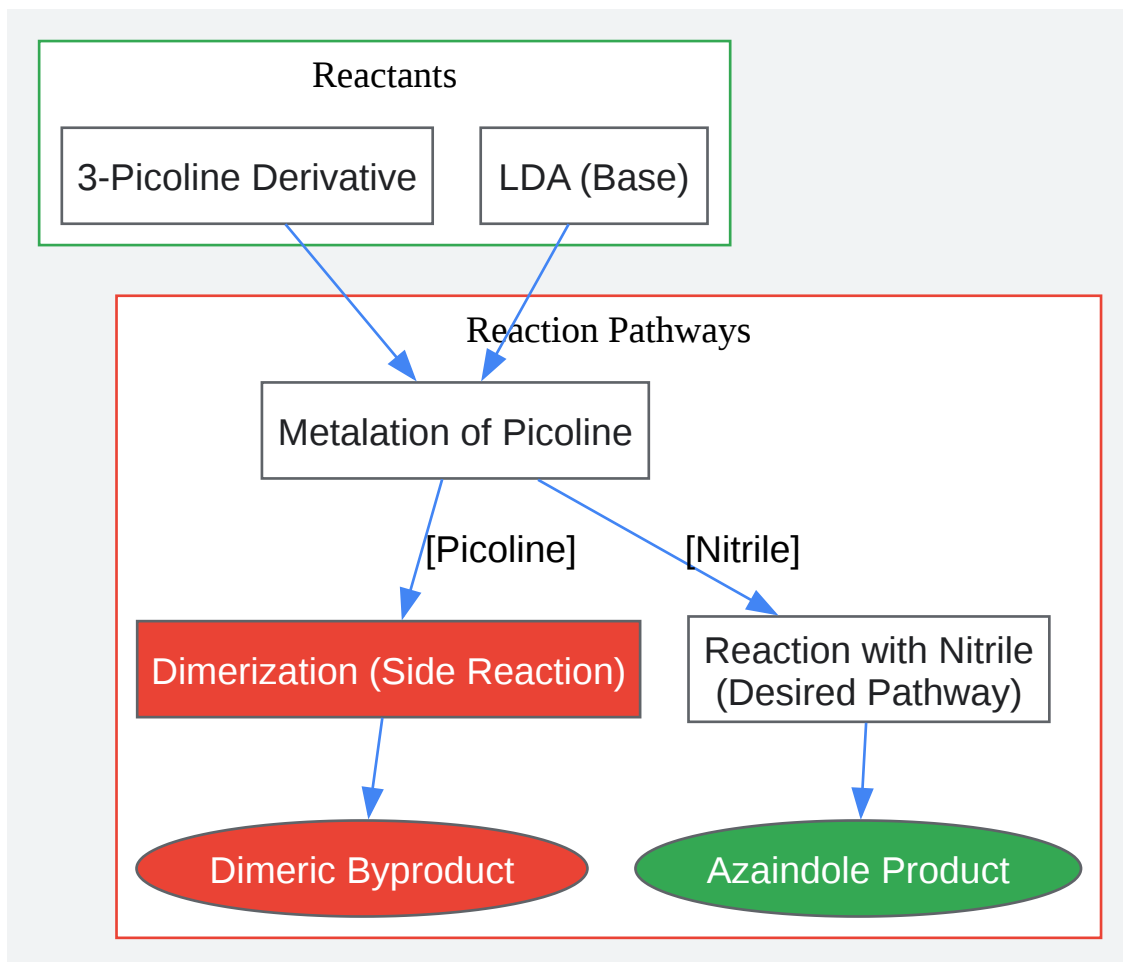 Reactants
3-Picoline Derivative
LDA (Base)
Reaction Pathways
Metalation of Picoline
[Picoline]
[Nitrile]
Dimerization (Side Reaction)
Reaction with Nitrile
(Desired Pathway)
Dimeric Byproduct
Azaindole Product